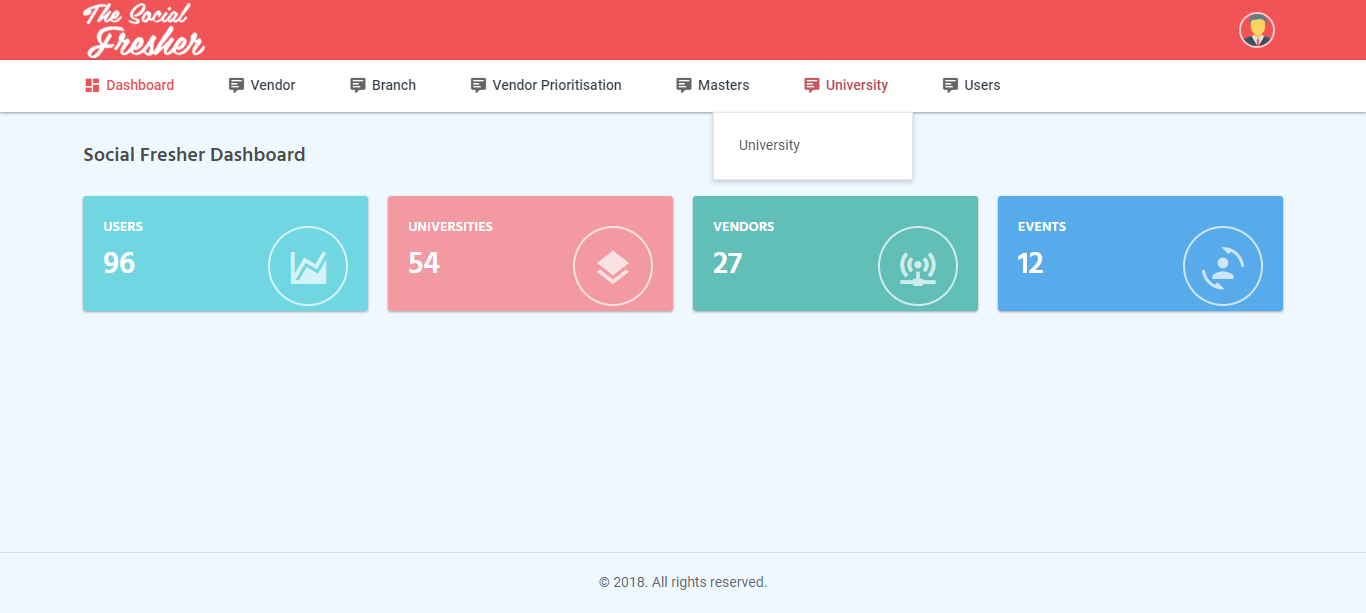 The Social
Fresher
Dashboard Vendor Branch Vendor Prioritisation Masters University Users
University
Social Fresher Dashboard
USERS UNIVERSITIES VENDORS EVENTS
96 54 27 12
© 2018. All rights reserved.